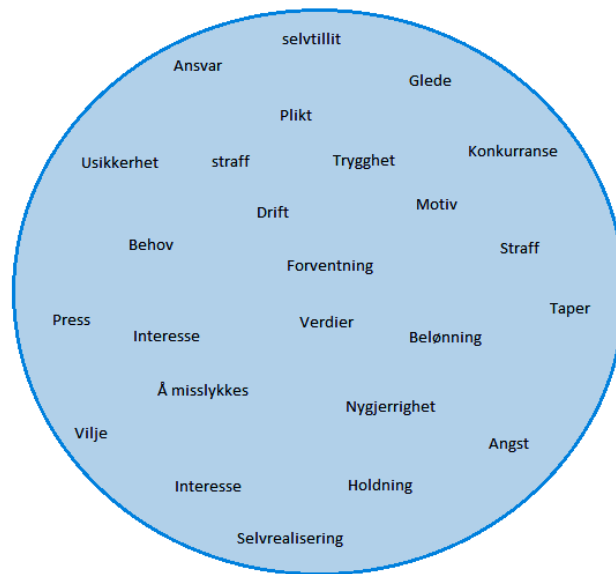 selvtillit
Ansvar
Glede
Plikt
Konkurranse
Usikkerhet
straff
Trygghet
Motiv
Drift
Behov
Straff
Forventning
Taper
Press
Verdier
Interesse
Belønning
Å misslykkes
Nygjerrighet
Vilje
Angst
Interesse
Holdning
Selvrealisering